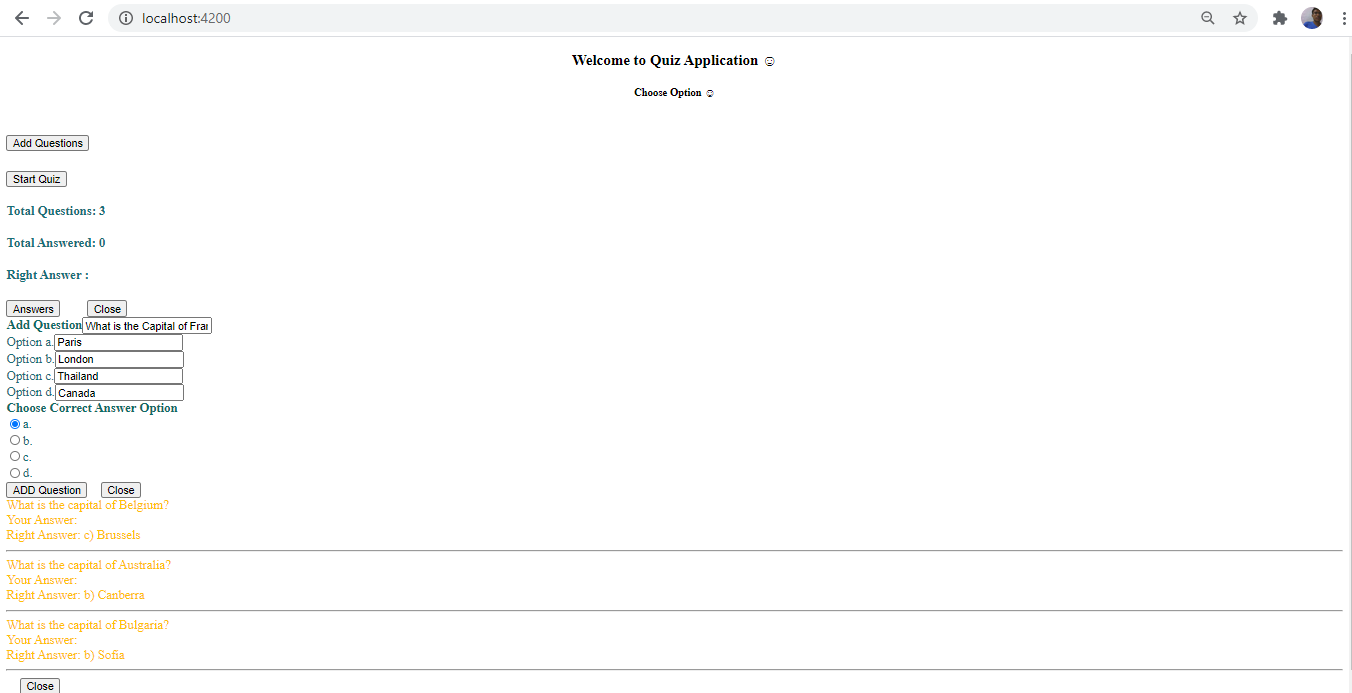 localhost:4200
Welcome to Quiz Application ☺
Choose Option ☺
Add Questions
Start Quiz
Total Questions: 3
Total Answered: 0
Right Answer :
Answers Close
Add Question What is the Capital of Fran
Option a. Paris
Option b. London
Option c. Thailand
Option d. Canada
Choose Correct Answer Option
a.
b.
c.
d.
ADD Question Close
What is the capital of Belgium?
Your Answer:
Right Answer: c) Brussels
What is the capital of Australia?
Your Answer:
Right Answer: b) Canberra
What is the capital of Bulgaria?
Your Answer:
Right Answer: b) Sofia
Close